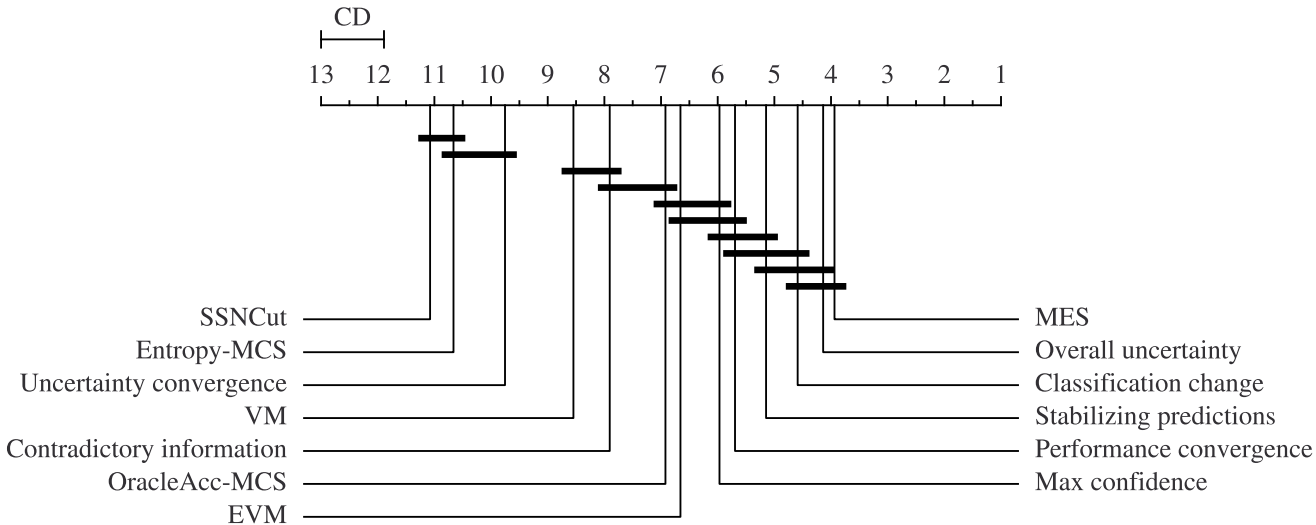 CD
13 12 11 10 9 8 7 6 5 4 3 2 1
SSNCut MES
Entropy-MCS Overall uncertainty
Uncertainty convergence Classification change
VM Stabilizing predictions
Contradictory information Performance convergence
OracleAcc-MCS Max confidence
EVM